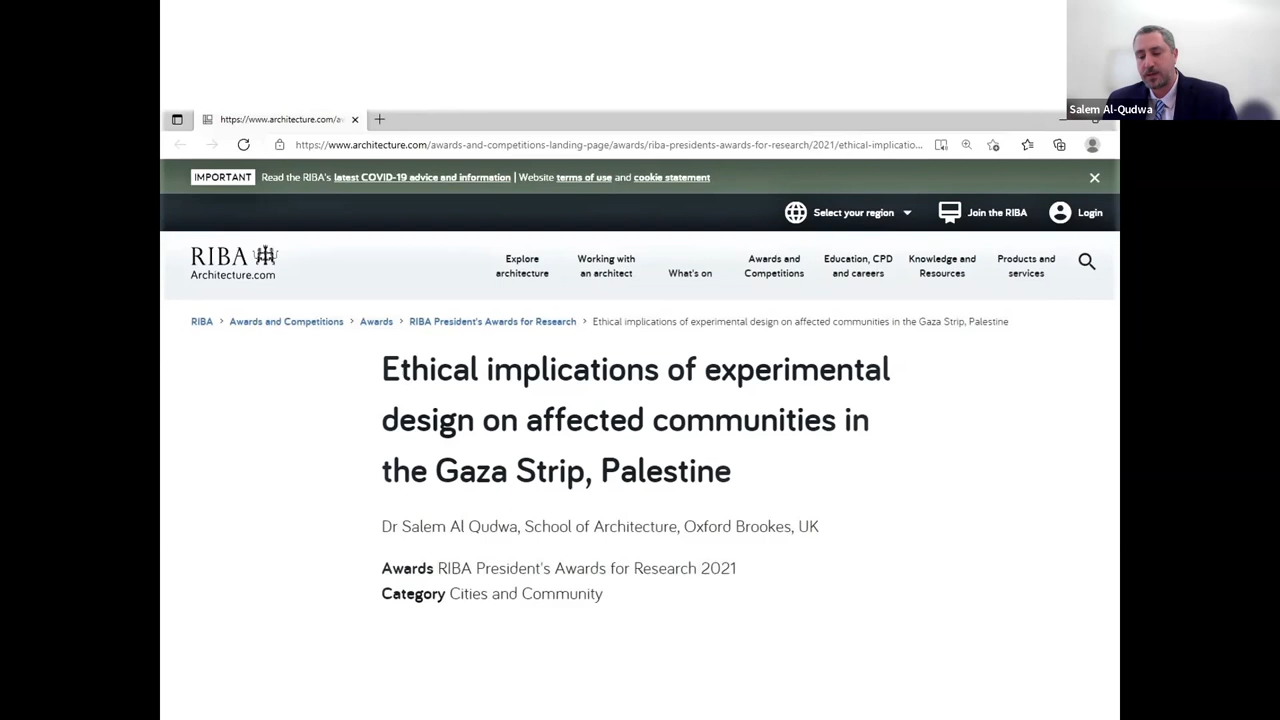 Salem Al-Qudwa
https://www.architecture.com/a
https://www.architecture.com/awards-and-competitions-landing-page/awards/riba-presidents-awards-for-research/2021/ethical-implicatio...
IMPORTANT Read the RIBA's latest COVID-19 advice and information | Website terms of use and cookie statement
Select your region Join the RIBA Login
RIBA
Architecture.com
Explore architecture
Working with an architect
What's on
Awards and Competitions
Education, CPD and careers
Knowledge and Resources
Products and services
RIBA > Awards and Competitions > Awards > RIBA President's Awards for Research > Ethical implications of experimental design on affected communities in the Gaza Strip, Palestine
Ethical implications of experimental
design on affected communities in
the Gaza Strip, Palestine
Dr Salem Al Qudwa, School of Architecture, Oxford Brookes, UK
Awards RIBA President's Awards for Research 2021
Category Cities and Community